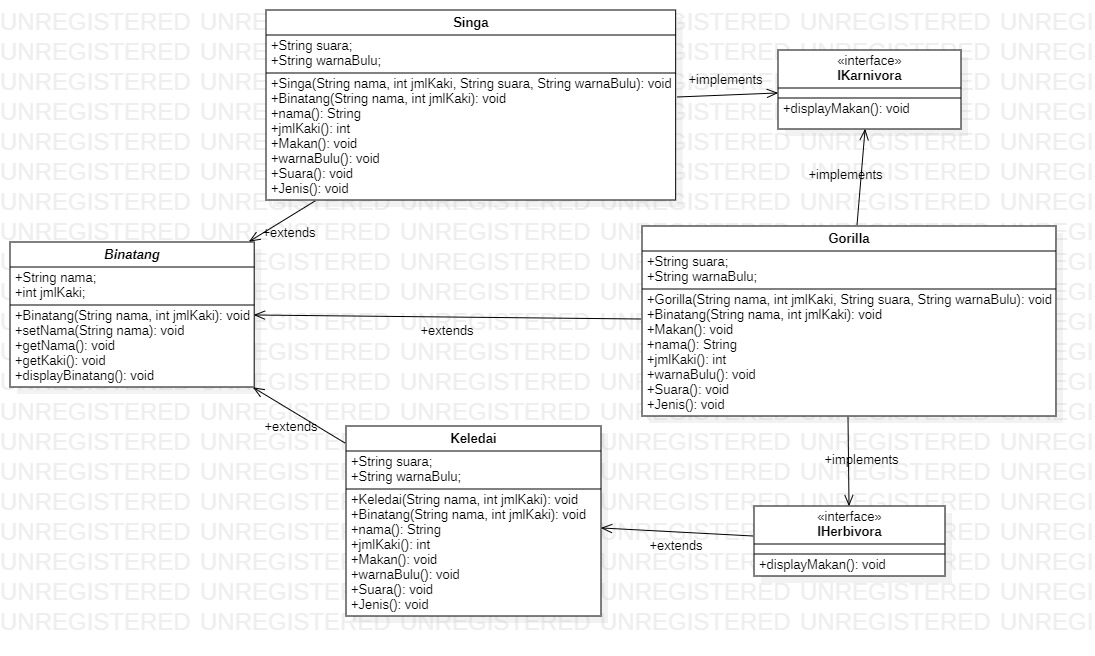 Singa
+String suara;
+String warnaBulu;
+Singa(String nama, int jmlKaki, String suara, String warnaBulu): void
+Binatang(String nama, int jmlKaki): void
+nama(): String
+jmlKaki(): int
+Makan(): void
+warnaBulu(): void
+Suara(): void
+Jenis(): void
+implements
«interface»
IKarnivora
+displayMakan(): void
+implements
+extends
Binatang
+String nama;
+int jmlKaki;
+Binatang(String nama, int jmlKaki): void
+setNama(String nama): void
+getNama(): void
+getKaki(): void
+displayBinatang(): void
+extends
Gorilla
+String suara;
+String warnaBulu;
+Gorilla(String nama, int jmlKaki, String suara, String warnaBulu): void
+Binatang(String nama, int jmlKaki): void
+Makan(): void
+nama(): String
+jmlKaki(): int
+warnaBulu(): void
+Suara(): void
+Jenis(): void
+extends
Keledai
+String suara;
+String warnaBulu;
+Keledai(String nama, int jmlKaki): void
+Binatang(String nama, int jmlKaki): void
+nama(): String
+jmlKaki(): int
+Makan(): void
+warnaBulu(): void
+Suara(): void
+Jenis(): void
+implements
«interface»
IHerbivora
+displayMakan(): void
+extends
UNREGISTERED